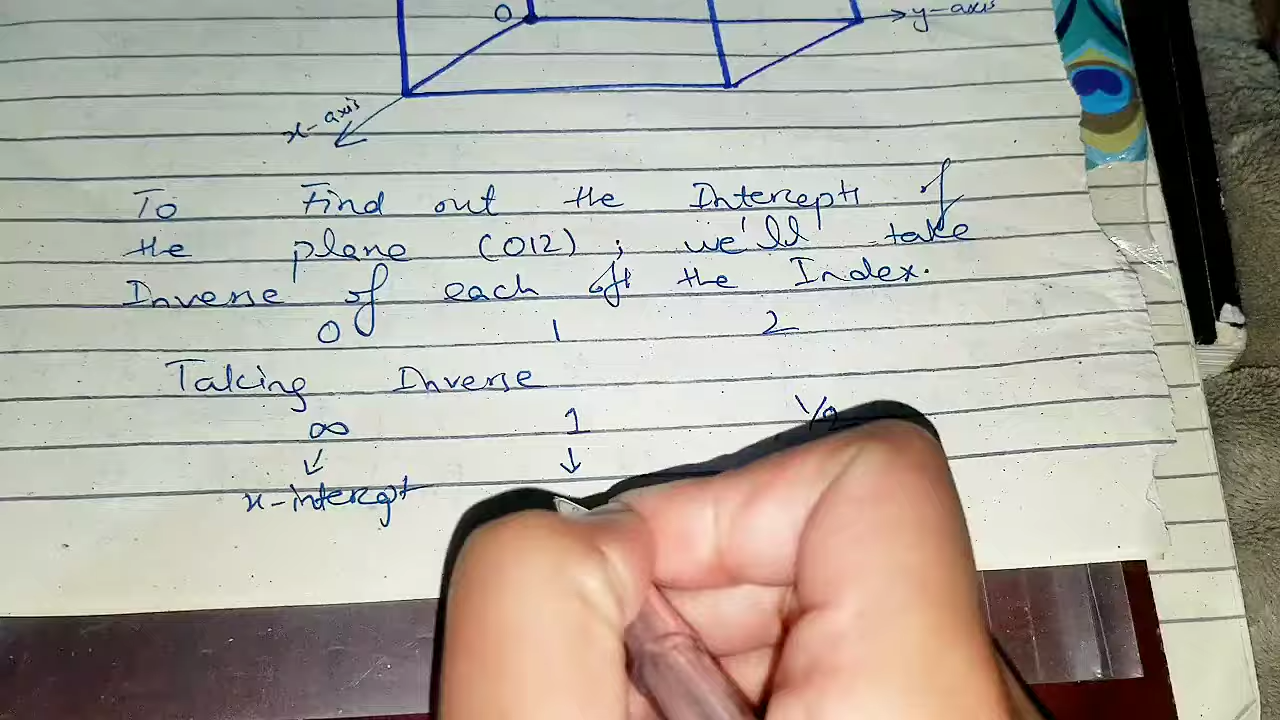 O y-axis
x-axis
To Find out the Intercepts of
the plane (012); we'll take
Inverse of each of the Index.
0 1 2
Taking Inverse
∞ 1 1/2
↓ ↓
x-intercept